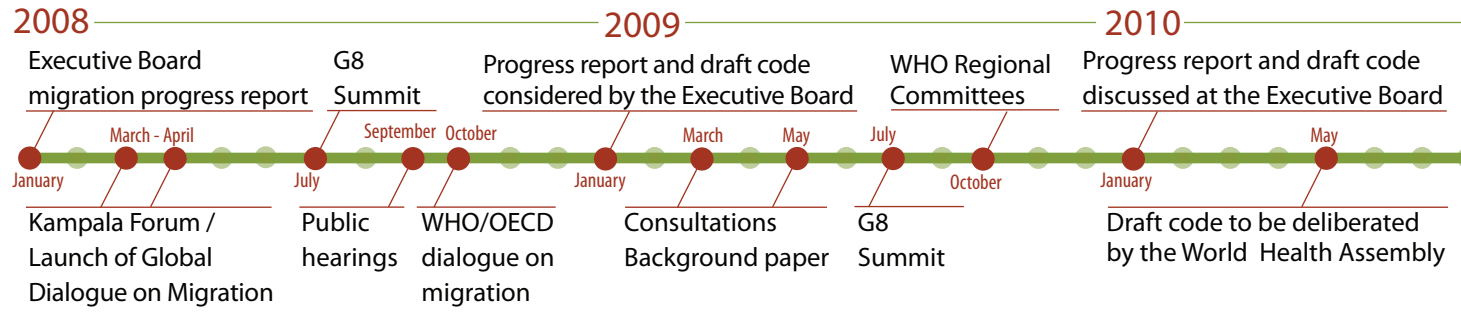 2008
2009
2010
Executive Board
migration progress report
G8
Summit
Progress report and draft code
considered by the Executive Board
WHO Regional
Committees
Progress report and draft code
discussed at the Executive Board
January
March - April
July
September
October
January
March
May
July
October
January
May
Kampala Forum /
Launch of Global
Dialogue on Migration
Public
hearings
WHO/OECD
dialogue on
migration
Consultations
Background paper
G8
Summit
Draft code to be deliberated
by the World Health Assembly